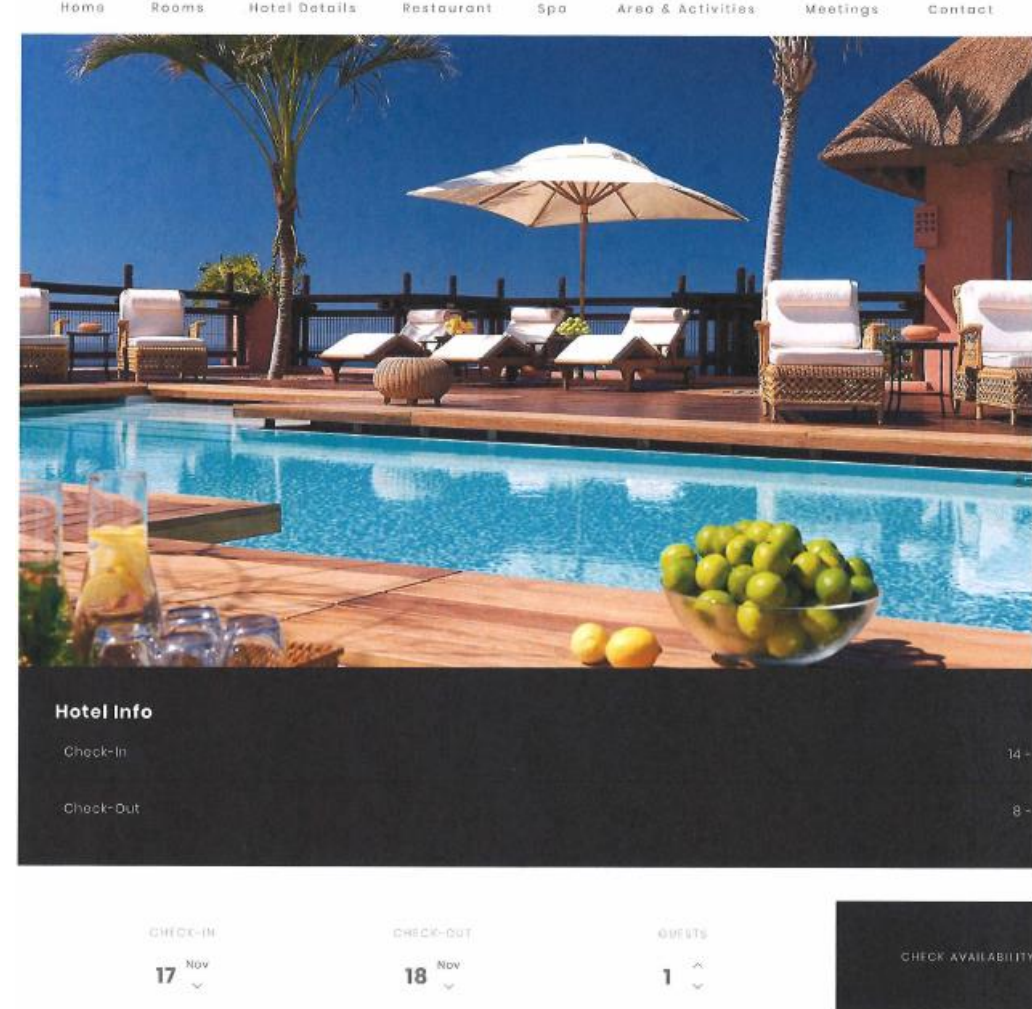 Home Rooms Hotel Details Restaurant Spa Area & Activities Meetings Contact
Hotel Info
Check-In 14 -
Check-Out 8 -
CHECK-IN CHECK-OUT GUESTS
17 Nov 18 Nov 1
CHECK AVAILABILITY